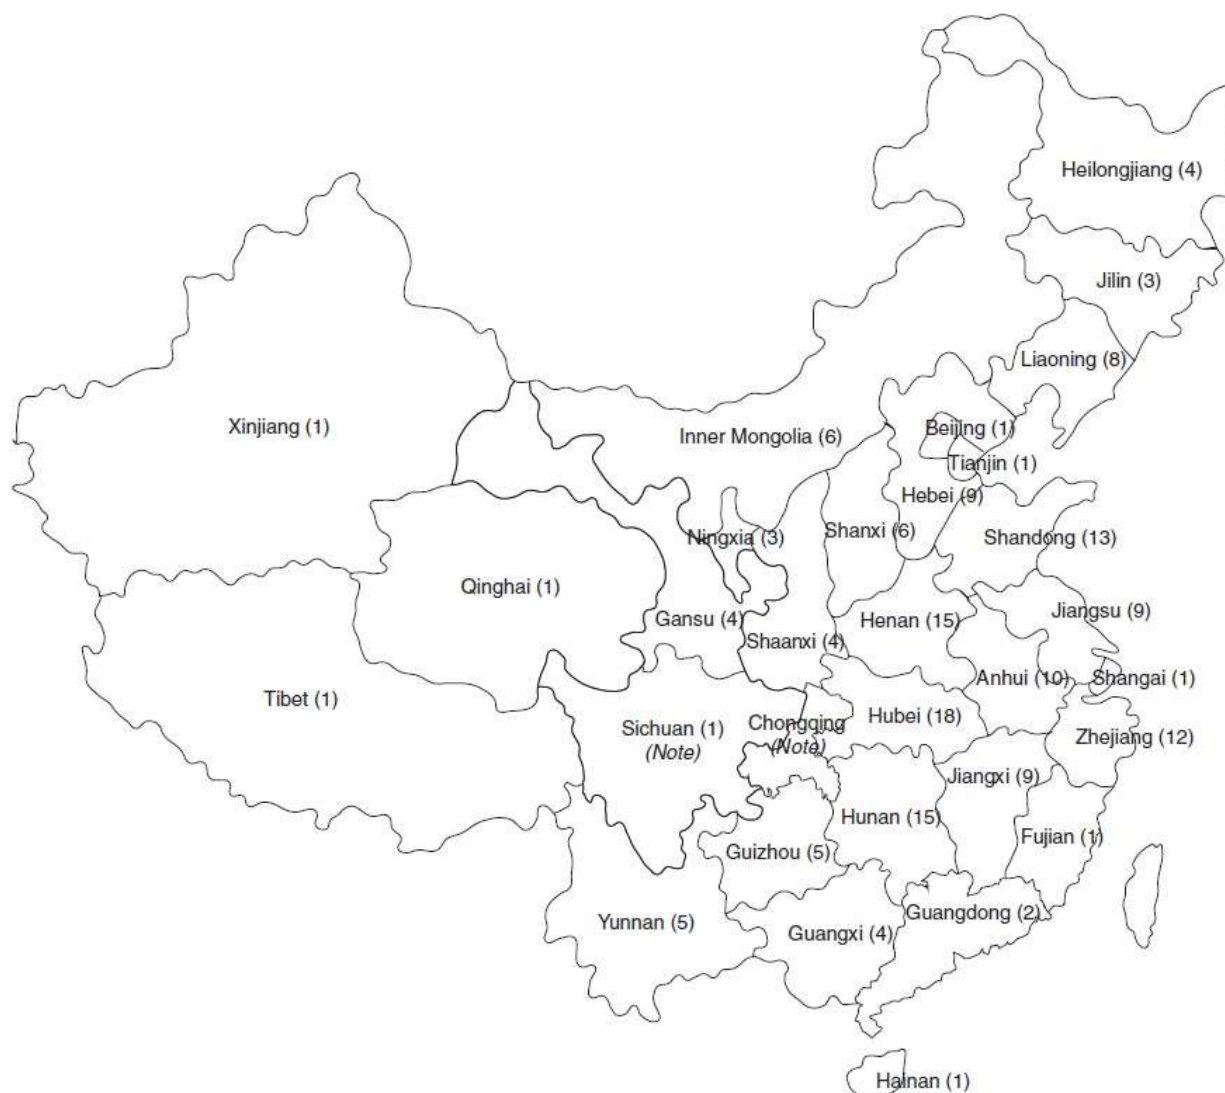 Heilongjiang (4)
Jilin (3)
Liaoning (8)
Xinjiang (1)
Inner Mongolia (6)
Beijing (1)
Tianjin (1)
Hebei (9)
Ningxia (3)
Shanxi (6)
Shandong (13)
Qinghai (1)
Gansu (4)
Shaanxi (4)
Henan (15)
Jiangsu (9)
Tibet (1)
Anhui (10)
Shangai (1)
Sichuan (1)
(Note)
Chongqing
(Note)
Hubei (18)
Zhejiang (12)
Jiangxi (9)
Hunan (15)
Fujian (1)
Guizhou (5)
Yunnan (5)
Guangxi (4)
Guangdong (2)
Hainan (1)